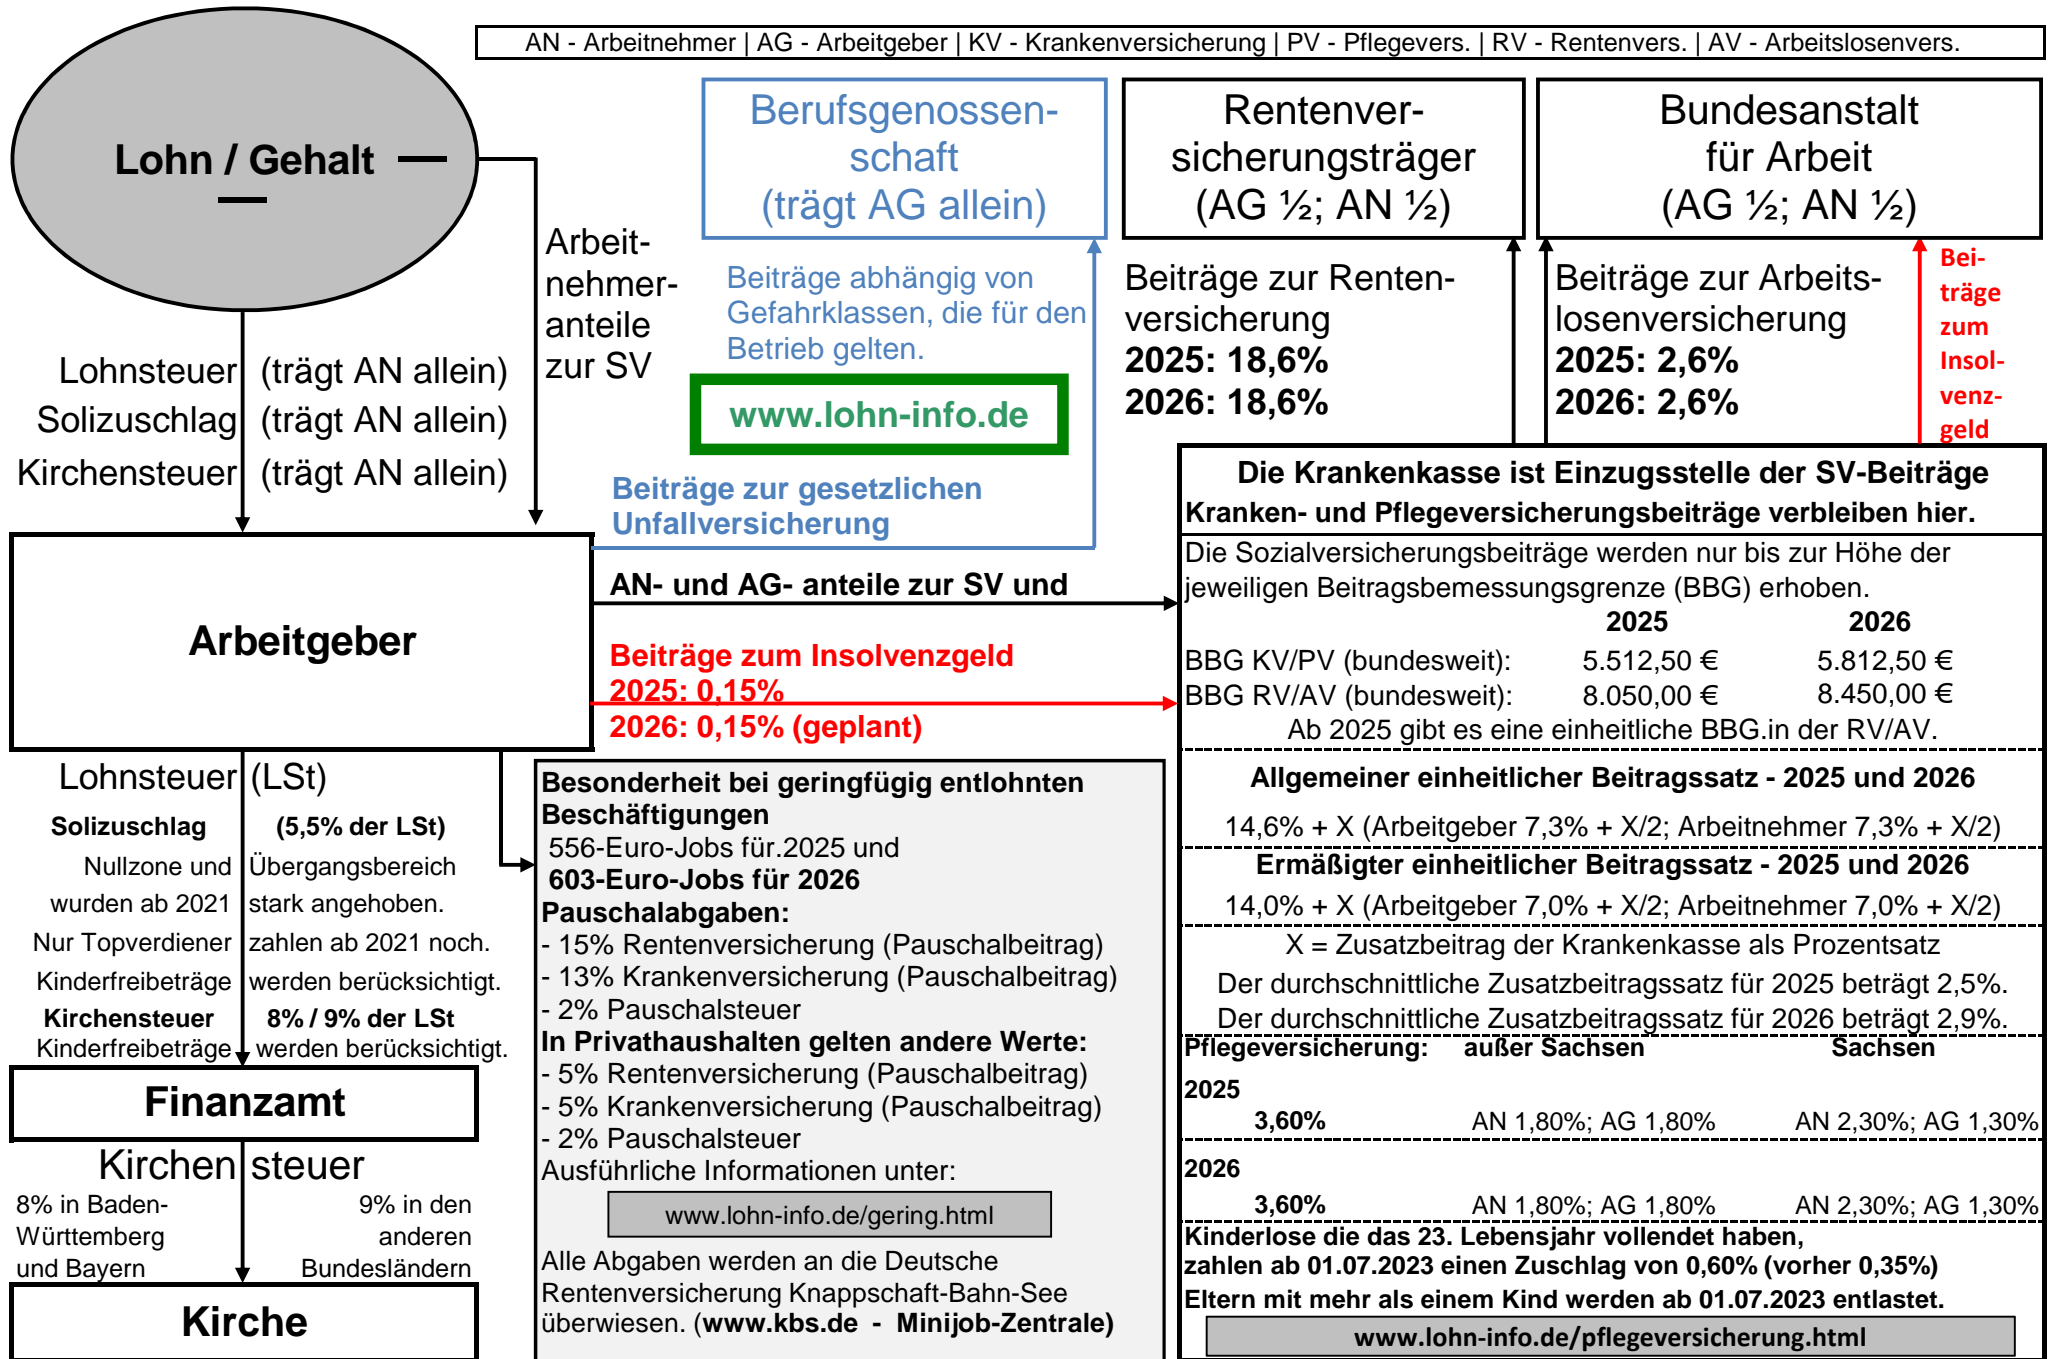 AN - Arbeitnehmer | AG - Arbeitgeber | KV - Krankenversicherung | PV - Pflegevers. | RV - Rentenvers. | AV - Arbeitslosenvers.
Lohn / Gehalt
Arbeit-
nehmer-
anteile
zur SV
Lohnsteuer (trägt AN allein)
Solizuschlag (trägt AN allein)
Kirchensteuer (trägt AN allein)
Berufsgenossen-
schaft
(trägt AG allein)
Beiträge abhängig von
Gefahrklassen, die für den
Betrieb gelten.
www.lohn-info.de
Beiträge zur gesetzlichen
Unfallversicherung
Rentenver-
sicherungsträger
(AG ½; AN ½)
Beiträge zur Renten-
versicherung
2025: 18,6%
2026: 18,6%
Bundesanstalt
für Arbeit
(AG ½; AN ½)
Beiträge zur Arbeits-
losenversicherung
2025: 2,6%
2026: 2,6%
Bei-
träge
zum
Insol-
venz-
geld
Arbeitgeber
AN- und AG- anteile zur SV und
Beiträge zum Insolvenzgeld
2025: 0,15%
2026: 0,15% (geplant)
Lohnsteuer (LSt)
Solizuschlag (5,5% der LSt)
Nullzone und Übergangsbereich
wurden ab 2021 stark angehoben.
Nur Topverdiener zahlen ab 2021 noch.
Kinderfreibeträge werden berücksichtigt.
Kirchensteuer 8% / 9% der LSt
Kinderfreibeträge werden berücksichtigt.
Finanzamt
Kirchen steuer
8% in Baden- 9% in den
Württemberg anderen
und Bayern Bundesländern
Kirche
Besonderheit bei geringfügig entlohnten
Beschäftigungen
556-Euro-Jobs für.2025 und
603-Euro-Jobs für 2026
Pauschalabgaben:
- 15% Rentenversicherung (Pauschalbeitrag)
- 13% Krankenversicherung (Pauschalbeitrag)
- 2% Pauschalsteuer
In Privathaushalten gelten andere Werte:
- 5% Rentenversicherung (Pauschalbeitrag)
- 5% Krankenversicherung (Pauschalbeitrag)
- 2% Pauschalsteuer
Ausführliche Informationen unter:
www.lohn-info.de/gering.html
Alle Abgaben werden an die Deutsche
Rentenversicherung Knappschaft-Bahn-See
überwiesen. (www.kbs.de - Minijob-Zentrale)
Die Krankenkasse ist Einzugsstelle der SV-Beiträge
Kranken- und Pflegeversicherungsbeiträge verbleiben hier.
Die Sozialversicherungsbeiträge werden nur bis zur Höhe der
jeweiligen Beitragsbemessungsgrenze (BBG) erhoben.
2025 2026
BBG KV/PV (bundesweit): 5.512,50 € 5.812,50 €
BBG RV/AV (bundesweit): 8.050,00 € 8.450,00 €
Ab 2025 gibt es eine einheitliche BBG.in der RV/AV.
Allgemeiner einheitlicher Beitragssatz - 2025 und 2026
14,6% + X (Arbeitgeber 7,3% + X/2; Arbeitnehmer 7,3% + X/2)
Ermäßigter einheitlicher Beitragssatz - 2025 und 2026
14,0% + X (Arbeitgeber 7,0% + X/2; Arbeitnehmer 7,0% + X/2)
X = Zusatzbeitrag der Krankenkasse als Prozentsatz
Der durchschnittliche Zusatzbeitragssatz für 2025 beträgt 2,5%.
Der durchschnittliche Zusatzbeitragssatz für 2026 beträgt 2,9%.
Pflegeversicherung: außer Sachsen Sachsen
2025
3,60% AN 1,80%; AG 1,80% AN 2,30%; AG 1,30%
2026
3,60% AN 1,80%; AG 1,80% AN 2,30%; AG 1,30%
Kinderlose die das 23. Lebensjahr vollendet haben,
zahlen ab 01.07.2023 einen Zuschlag von 0,60% (vorher 0,35%)
Eltern mit mehr als einem Kind werden ab 01.07.2023 entlastet.
www.lohn-info.de/pflegeversicherung.html